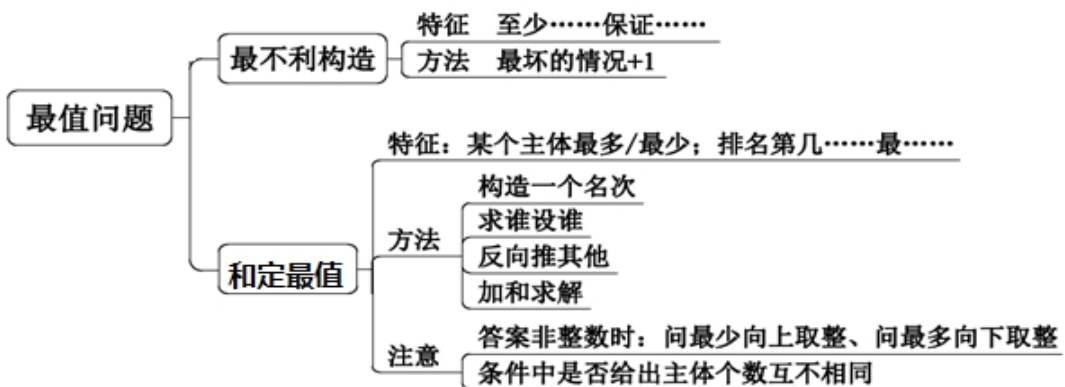 最值问题
最不利构造
特征 至少……保证……
方法 最坏的情况+1
和定最值
特征：某个主体最多/最少；排名第几……最……
方法
构造一个名次
求谁设谁
反向推其他
加和求解
注意
答案非整数时：问最少向上取整、问最多向下取整
条件中是否给出主体个数互不相同